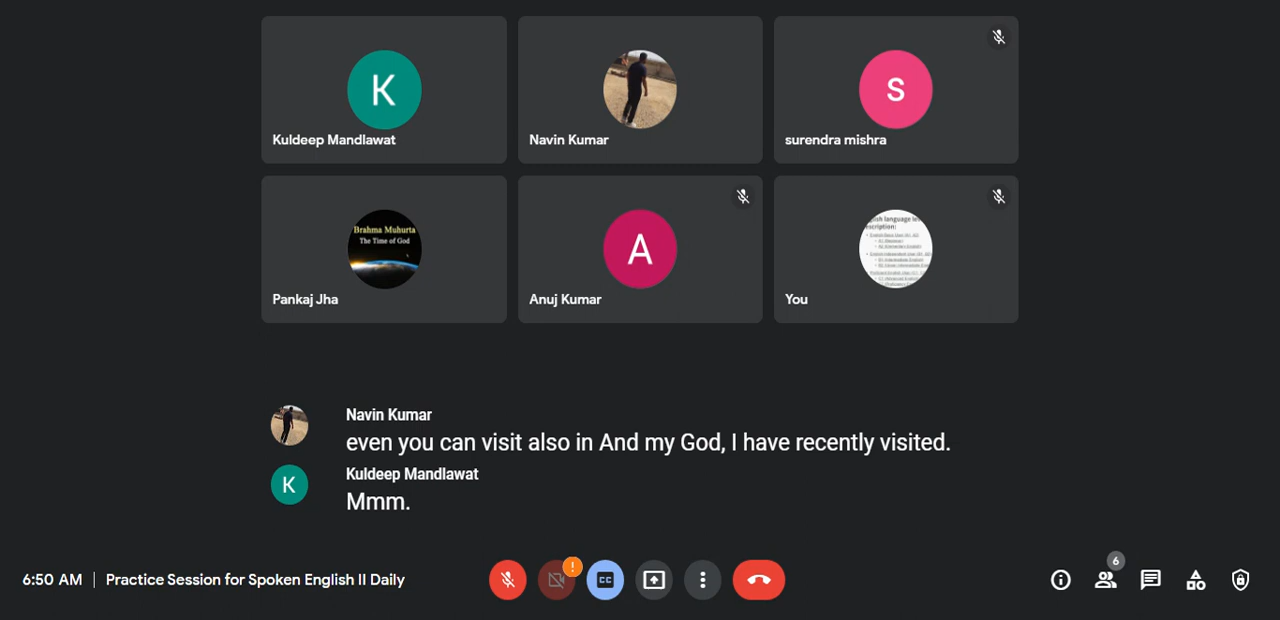 K
S
Kuldeep Mandlawat
Navin Kumar
surendra mishra
Brahma Muhurta
The Time of God
A
Pankaj Jha
Anuj Kumar
You
Navin Kumar
even you can visit also in And my God, I have recently visited.
K
Kuldeep Mandlawat
Mmm.
!
6
6:50 AM | Practice Session for Spoken English II Daily
CC